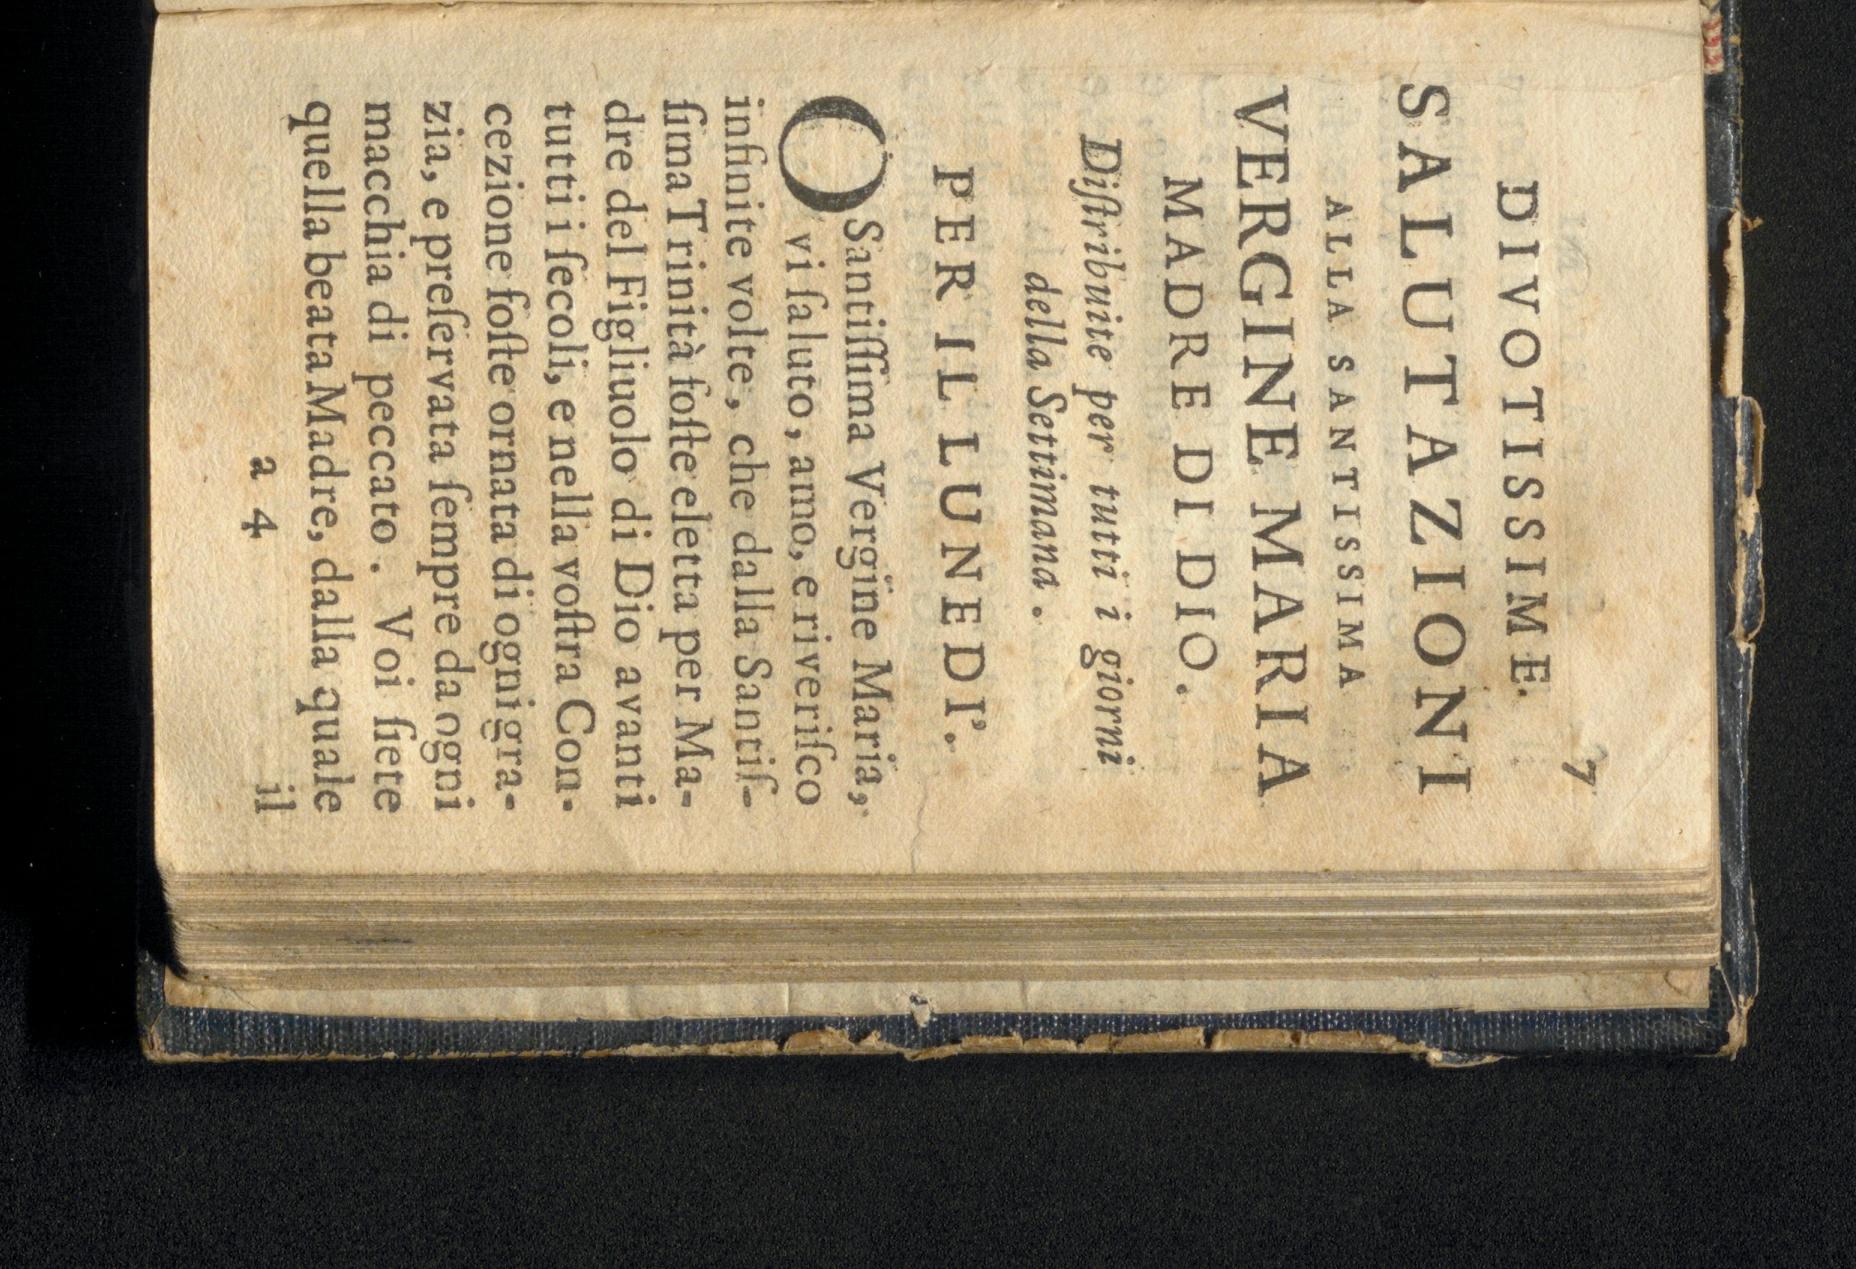 7
DIVOTISSIME
SALUTAZIONI
ALLA SANTISSIMA
VERGINE MARIA
MADRE DI DIO.
Diſtribuite per tutti i giorni
della Settimana.
PER IL LUNEDI'.
O Santiſſima Vergine Maria,
vi ſaluto, amo, e riveriſco
infinite volte, che dalla Santiſ-
ſima Trinità foſte eletta per Ma-
dre del Figliuolo di Dio avanti
tutti i ſecoli, e nella voſtra Con-
cezione foſte ornata di ogni gra-
zia, e preſervata ſempre da ogni
macchia di peccato. Voi ſiete
quella beata Madre, dalla quale
a 4 il